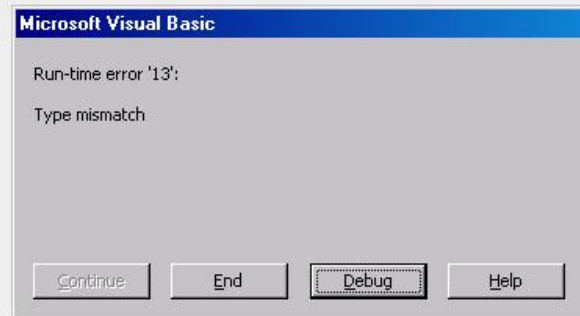 Microsoft Visual Basic
Run-time error '13':
Type mismatch
Continue
End
Debug
Help